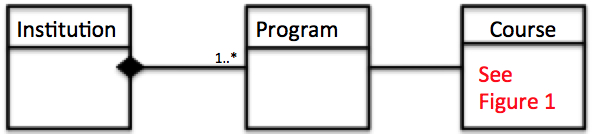 Institution
1..*
Program
Course
See
Figure 1